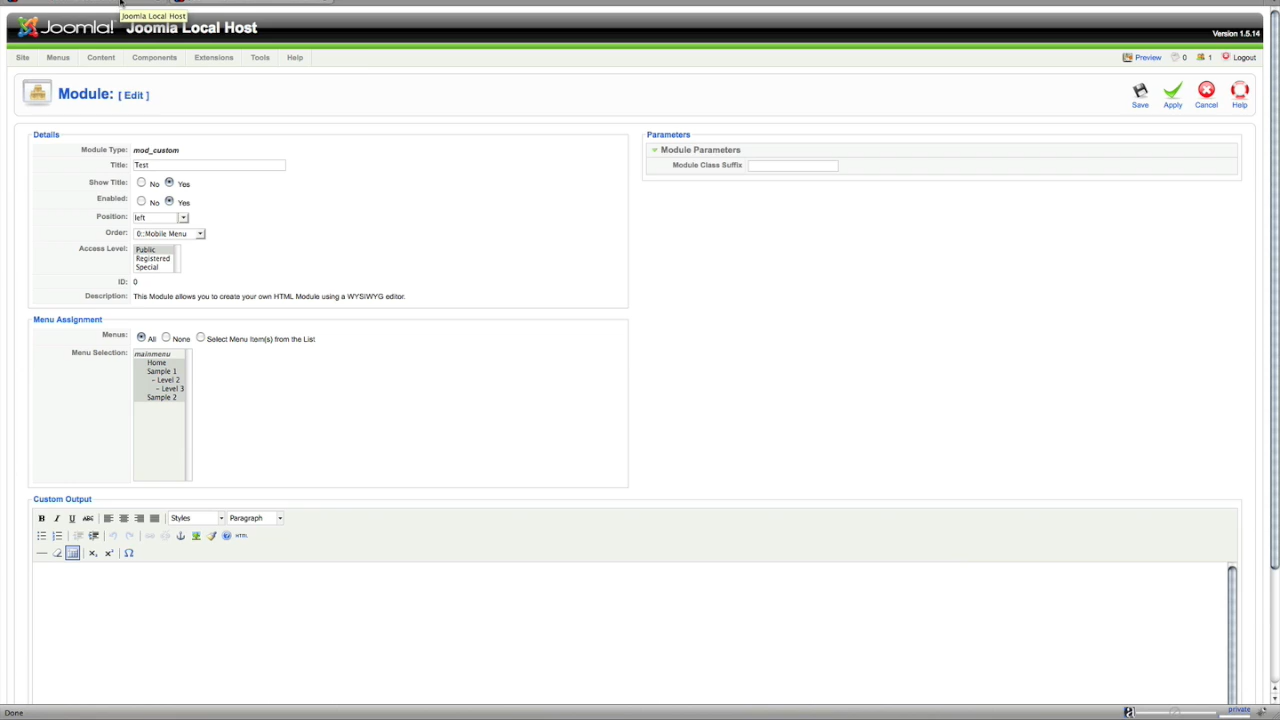 Joomla Local Host
Joomla! Joomla Local Host
Version 1.5.14
Site Menus Content Components Extensions Tools Help Preview 0 1 Logout
Module: [ Edit ]
Save Apply Cancel Help
Details
Module Type: mod_custom
Title: Test
Show Title: No Yes
Enabled: No Yes
Position: left
Order: 0::Mobile Menu
Access Level: Public
Registered
Special
ID: 0
Description: This Module allows you to create your own HTML Module using a WYSIWYG editor.
Menu Assignment
Menus: All None Select Menu Item(s) from the List
Menu Selection: mainmenu
Home
Sample 1
- Level 2
- Level 3
Sample 2
Parameters
Module Parameters
Module Class Suffix
Custom Output
B I U ABC Styles Paragraph
HTML
x₂ x² Ω
Done
private